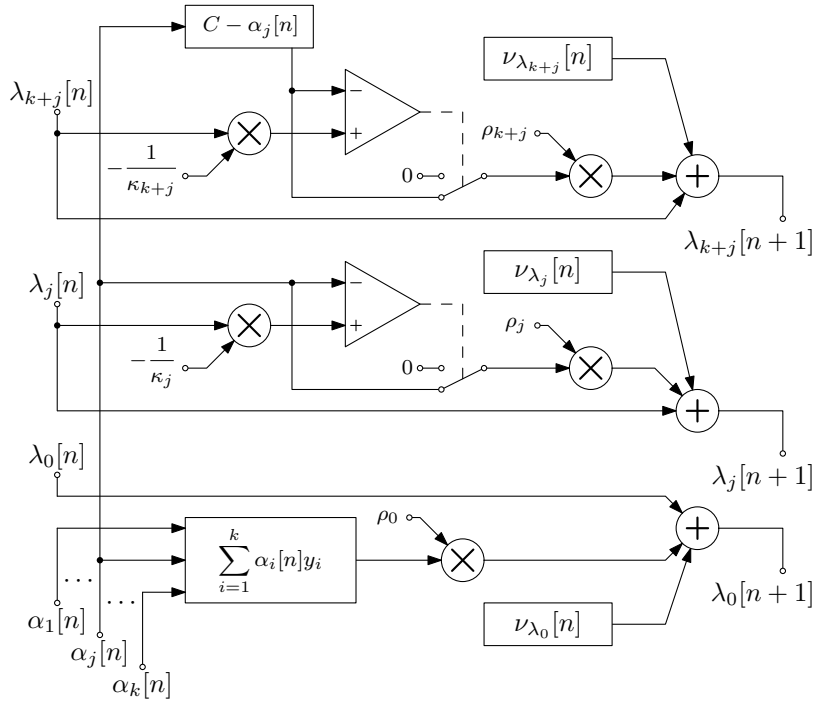 C − α_j[n]
ν_{λ_{k+j}}[n]
λ_{k+j}[n]
−
+
×
−1/κ_{k+j}
0
ρ_{k+j}
×
+
λ_{k+j}[n + 1]
λ_j[n]
−
+
×
−1/κ_j
0
ν_{λ_j}[n]
ρ_j
×
+
λ_j[n + 1]
λ_0[n]
∑_{i=1}^{k} α_i[n]y_i
ρ_0
×
+
λ_0[n + 1]
ν_{λ_0}[n]
...
...
α_1[n]
α_j[n]
α_k[n]